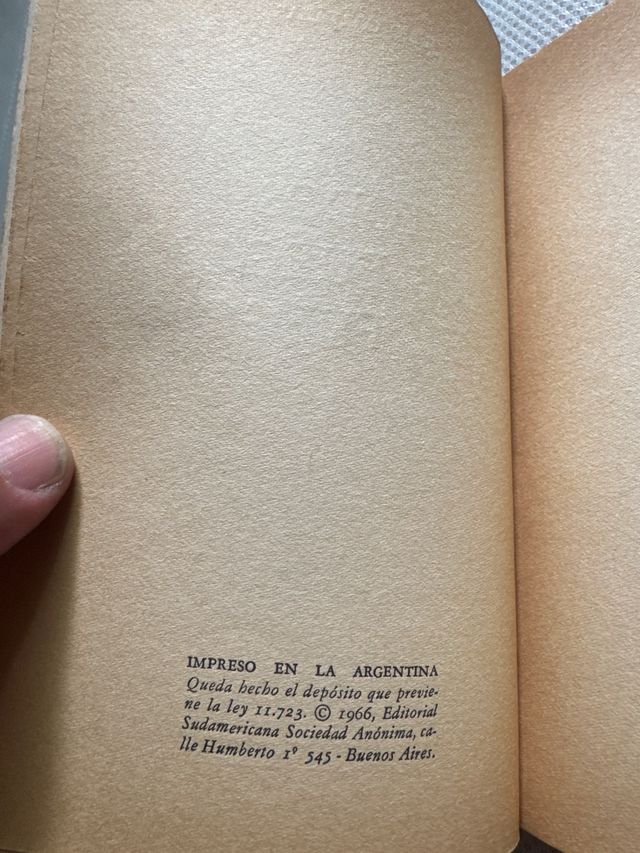 IMPRESO EN LA ARGENTINA
Queda hecho el depósito que previe-
ne la ley 11.723. © 1966, Editorial
Sudamericana Sociedad Anónima, ca-
lle Humberto 1º 545 - Buenos Aires.